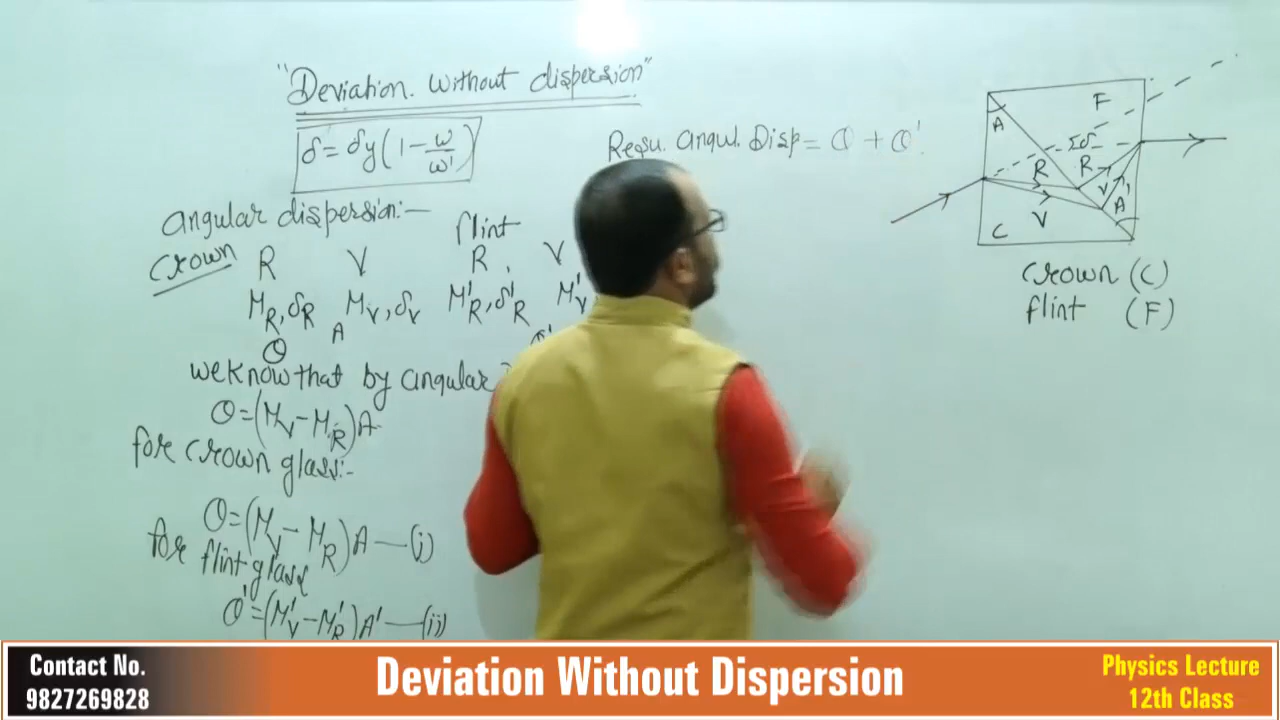 "Deviation. Without dispersion"
δ = δy(1 - ω/ω')
Angular dispersion:-
Crown R V flint R, V
μR, δR μV, δV μ'R, δ'R μ'V
θ A θ'
We know that by angular
θ = (μV - μR)A
for crown glass:-
θ = (μV - μR)A —(i)
for flint glass
θ' = (μ'V - μ'R)A' —(ii)
Resu. Angul. Disp = θ + θ'.
A F
Σδ
R R
V V
C A'
Crown (C)
flint (F)
Contact No.
9827269828
Deviation Without Dispersion
Physics Lecture
12th Class